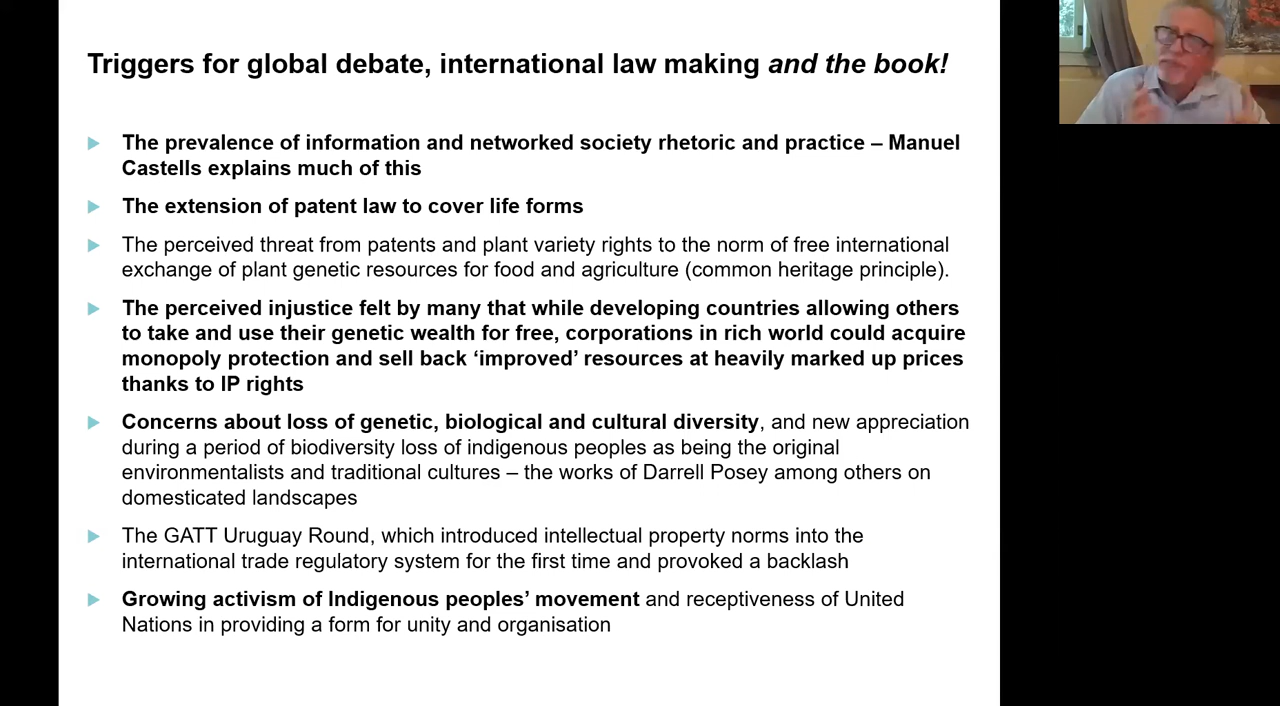 Triggers for global debate, international law making and the book!
The prevalence of information and networked society rhetoric and practice – Manuel
Castells explains much of this
The extension of patent law to cover life forms
The perceived threat from patents and plant variety rights to the norm of free international
exchange of plant genetic resources for food and agriculture (common heritage principle).
The perceived injustice felt by many that while developing countries allowing others
to take and use their genetic wealth for free, corporations in rich world could acquire
monopoly protection and sell back ‘improved’ resources at heavily marked up prices
thanks to IP rights
Concerns about loss of genetic, biological and cultural diversity, and new appreciation
during a period of biodiversity loss of indigenous peoples as being the original
environmentalists and traditional cultures – the works of Darrell Posey among others on
domesticated landscapes
The GATT Uruguay Round, which introduced intellectual property norms into the
international trade regulatory system for the first time and provoked a backlash
Growing activism of Indigenous peoples’ movement and receptiveness of United
Nations in providing a form for unity and organisation